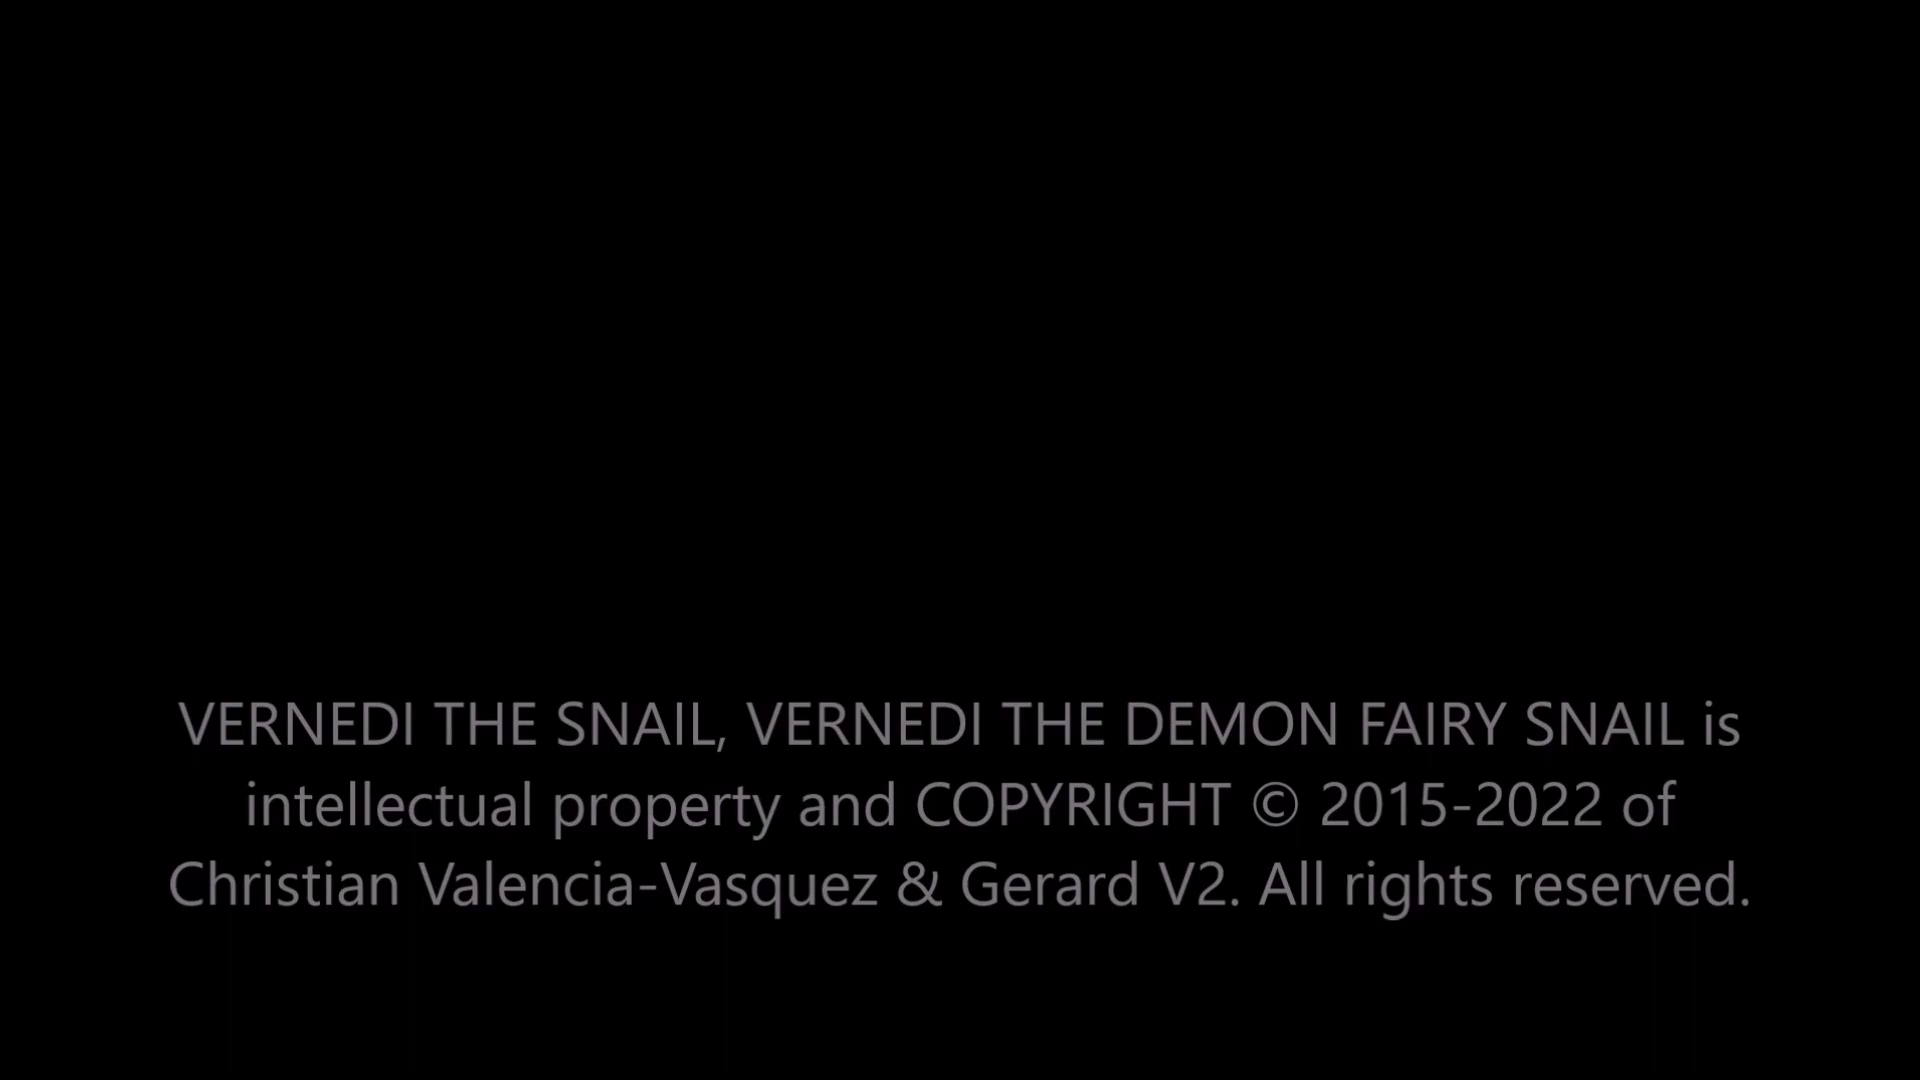 VERNEDI THE SNAIL, VERNEDI THE DEMON FAIRY SNAIL is
intellectual property and COPYRIGHT © 2015-2022 of
Christian Valencia-Vasquez & Gerard V2. All rights reserved.